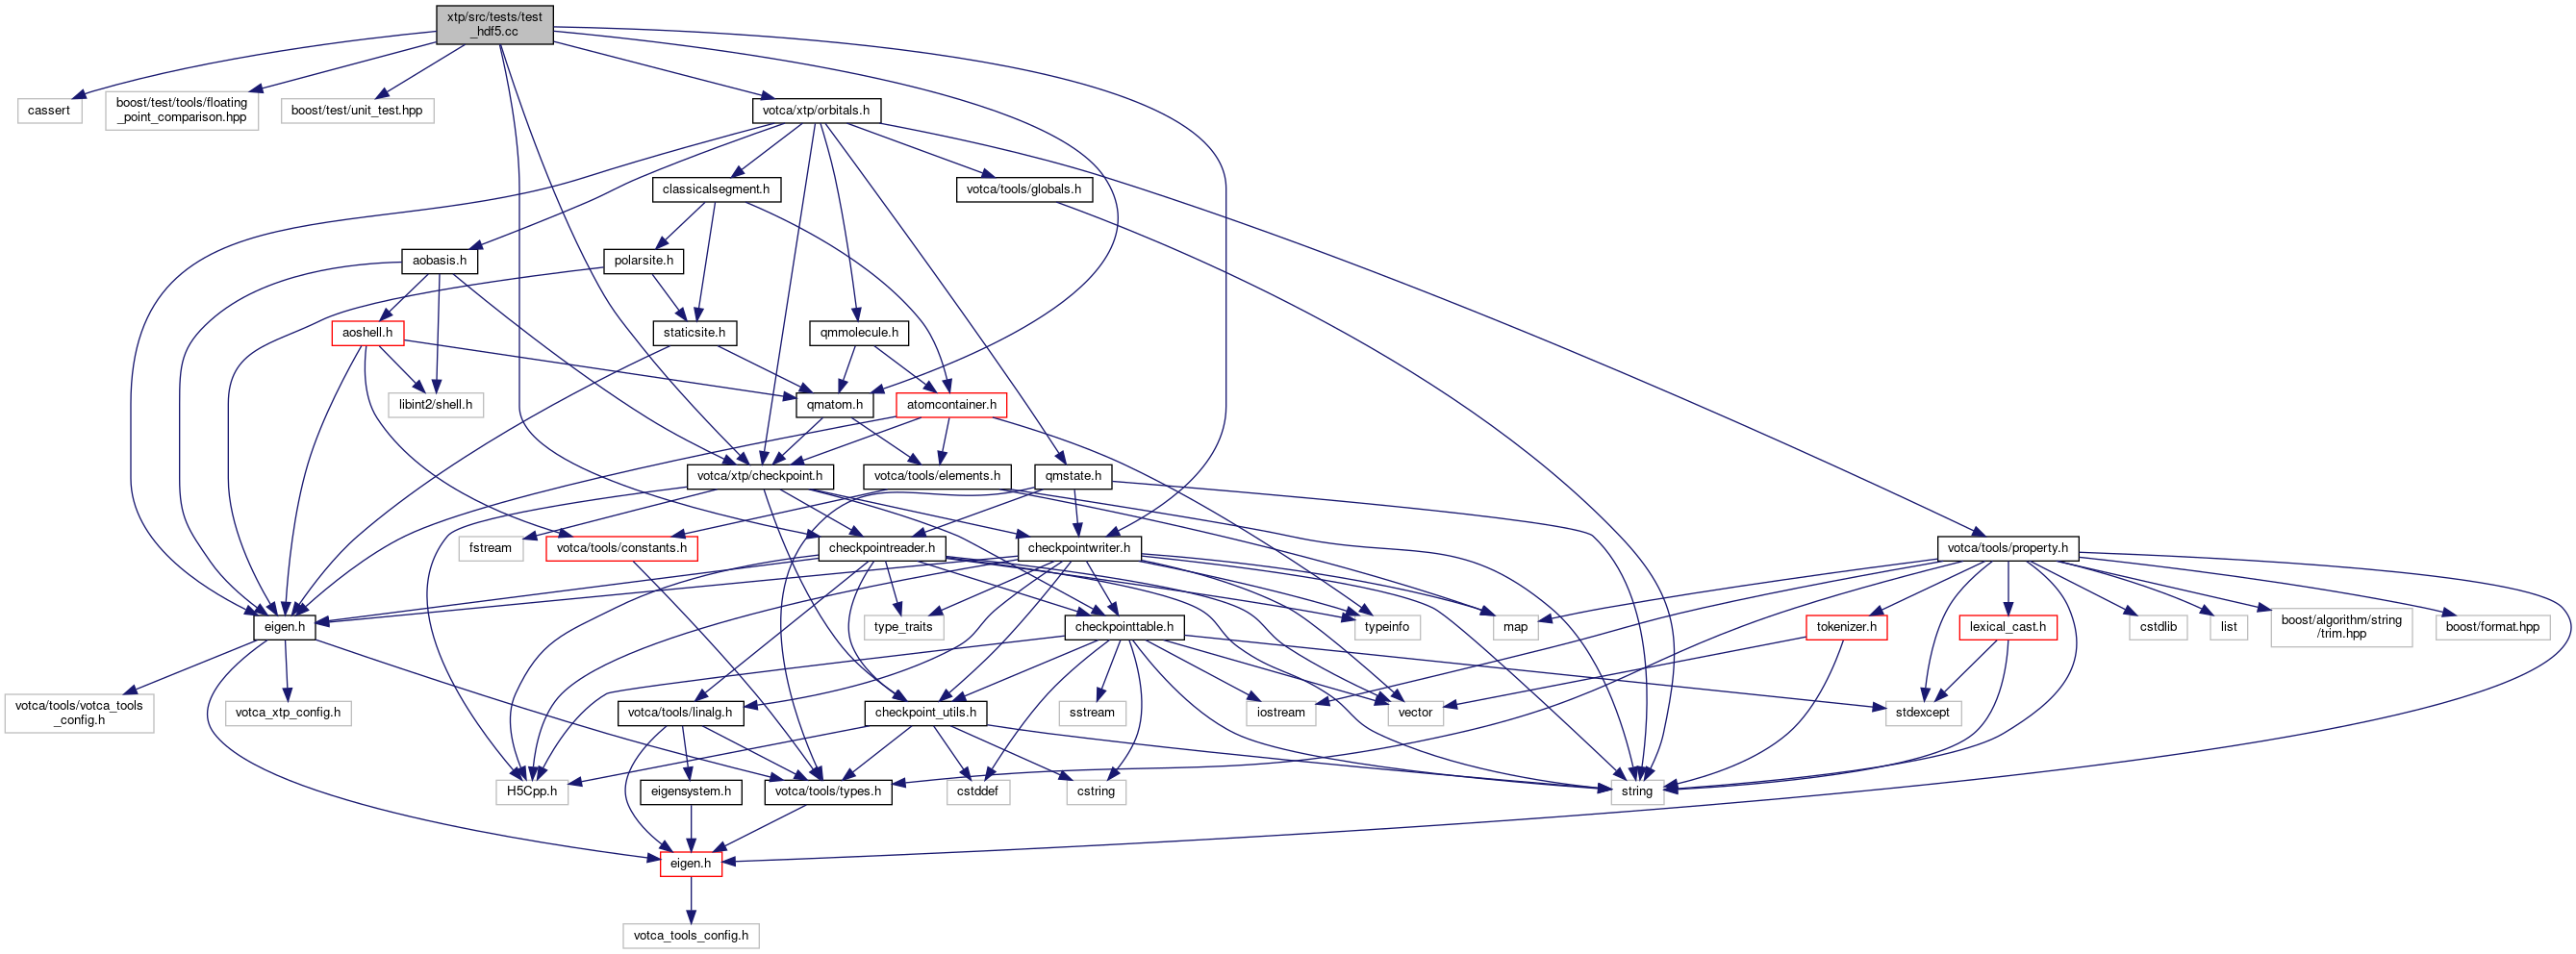 xtp/src/tests/test
_hdf5.cc
cassert
boost/test/tools/floating
_point_comparison.hpp
boost/test/unit_test.hpp
votca/xtp/orbitals.h
classicalsegment.h
votca/tools/globals.h
aobasis.h
polarsite.h
aoshell.h
staticsite.h
qmmolecule.h
libint2/shell.h
qmatom.h
atomcontainer.h
votca/xtp/checkpoint.h
votca/tools/elements.h
qmstate.h
fstream
votca/tools/constants.h
checkpointreader.h
checkpointwriter.h
votca/tools/property.h
eigen.h
type_traits
checkpointtable.h
typeinfo
map
tokenizer.h
lexical_cast.h
cstdlib
list
boost/algorithm/string
/trim.hpp
boost/format.hpp
votca/tools/votca_tools
_config.h
votca_xtp_config.h
votca/tools/linalg.h
checkpoint_utils.h
sstream
iostream
vector
stdexcept
H5Cpp.h
eigensystem.h
votca/tools/types.h
cstddef
cstring
string
eigen.h
votca_tools_config.h